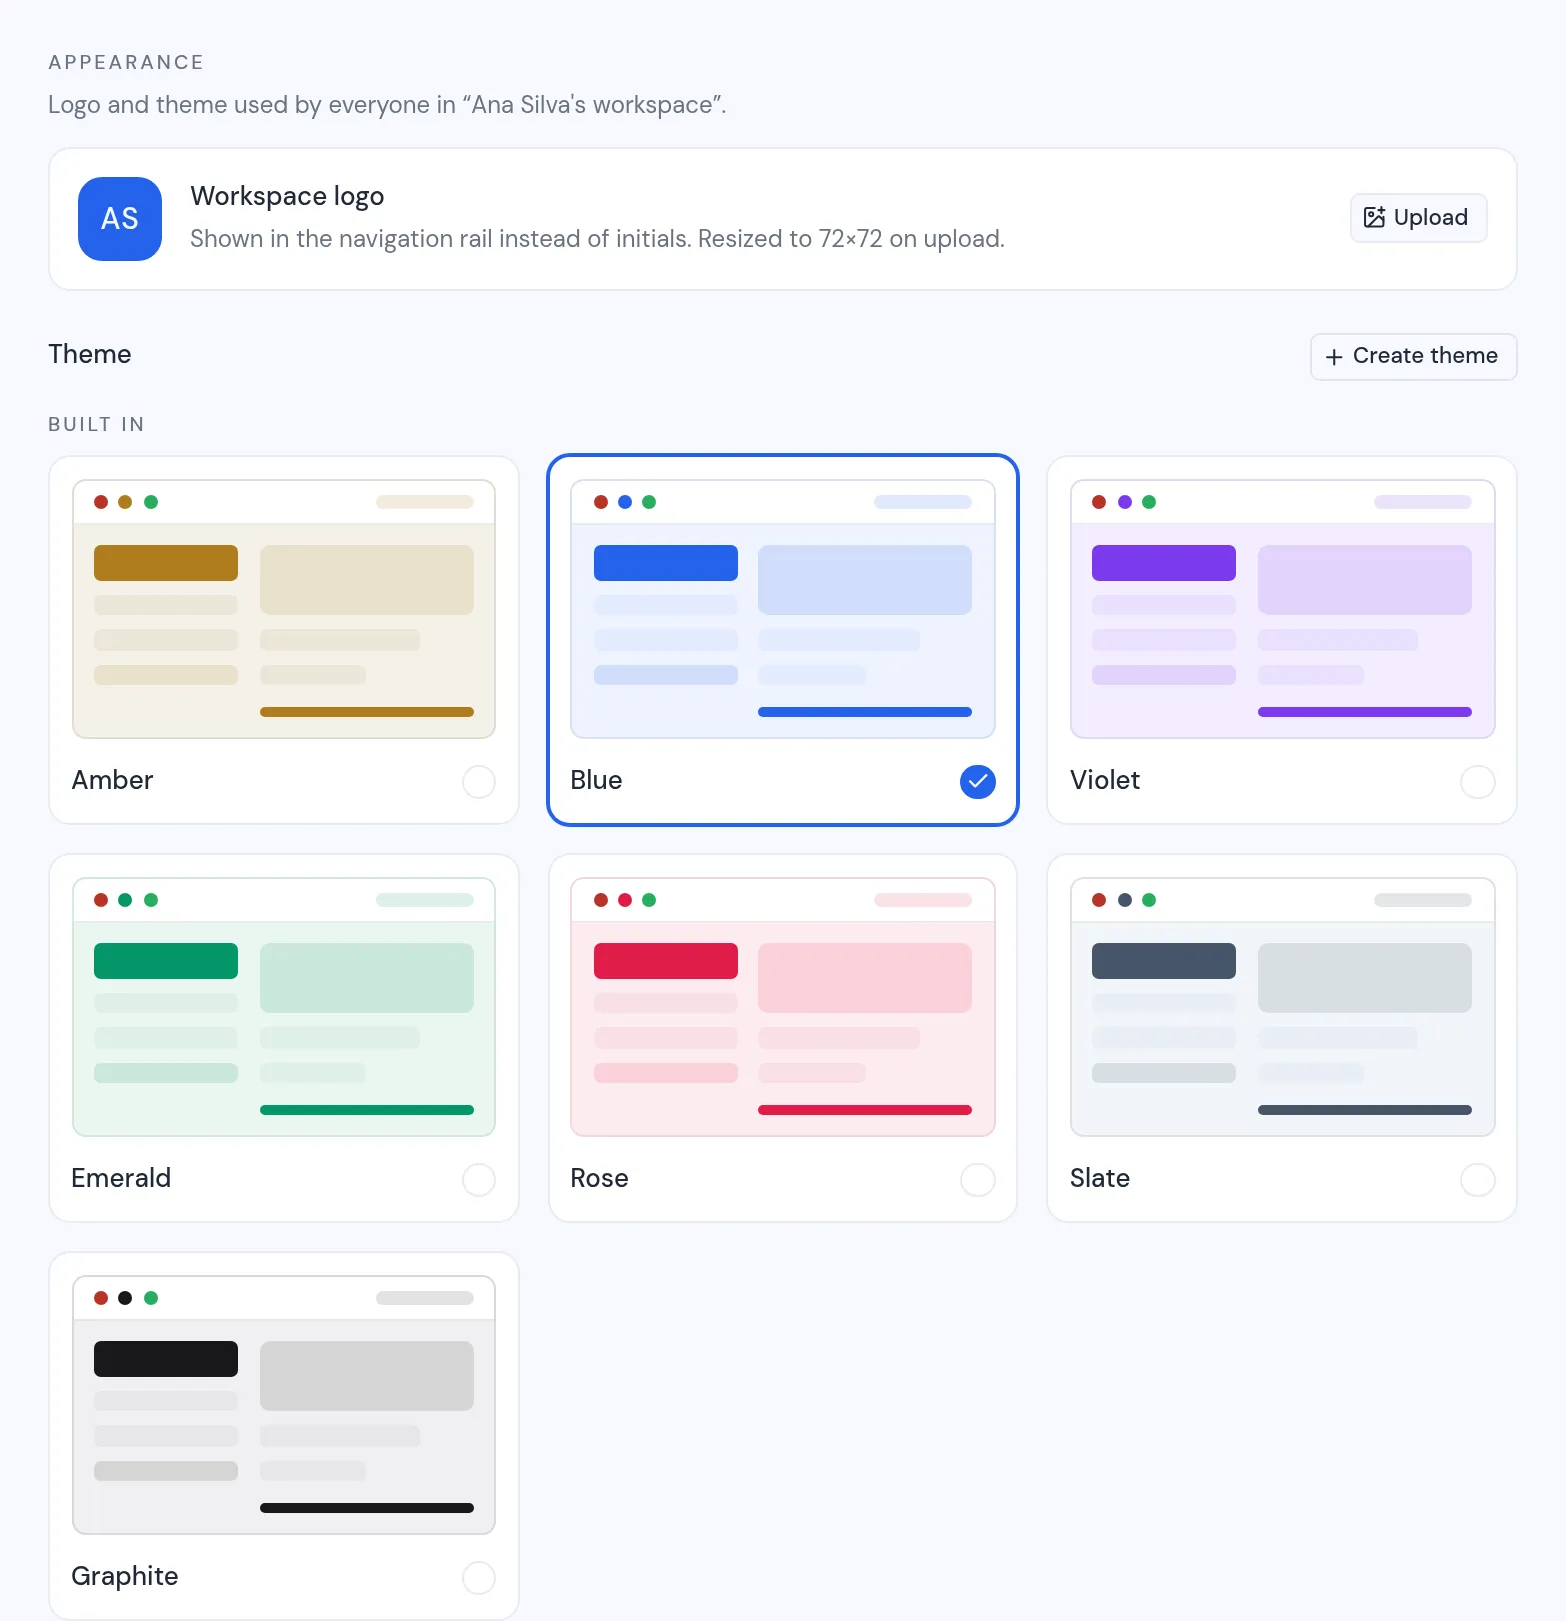 APPEARANCE
Logo and theme used by everyone in “Ana Silva's workspace”.
AS
Workspace logo
Shown in the navigation rail instead of initials. Resized to 72×72 on upload.
Upload
Theme
Create theme
BUILT IN
Amber
Blue
Violet
Emerald
Rose
Slate
Graphite